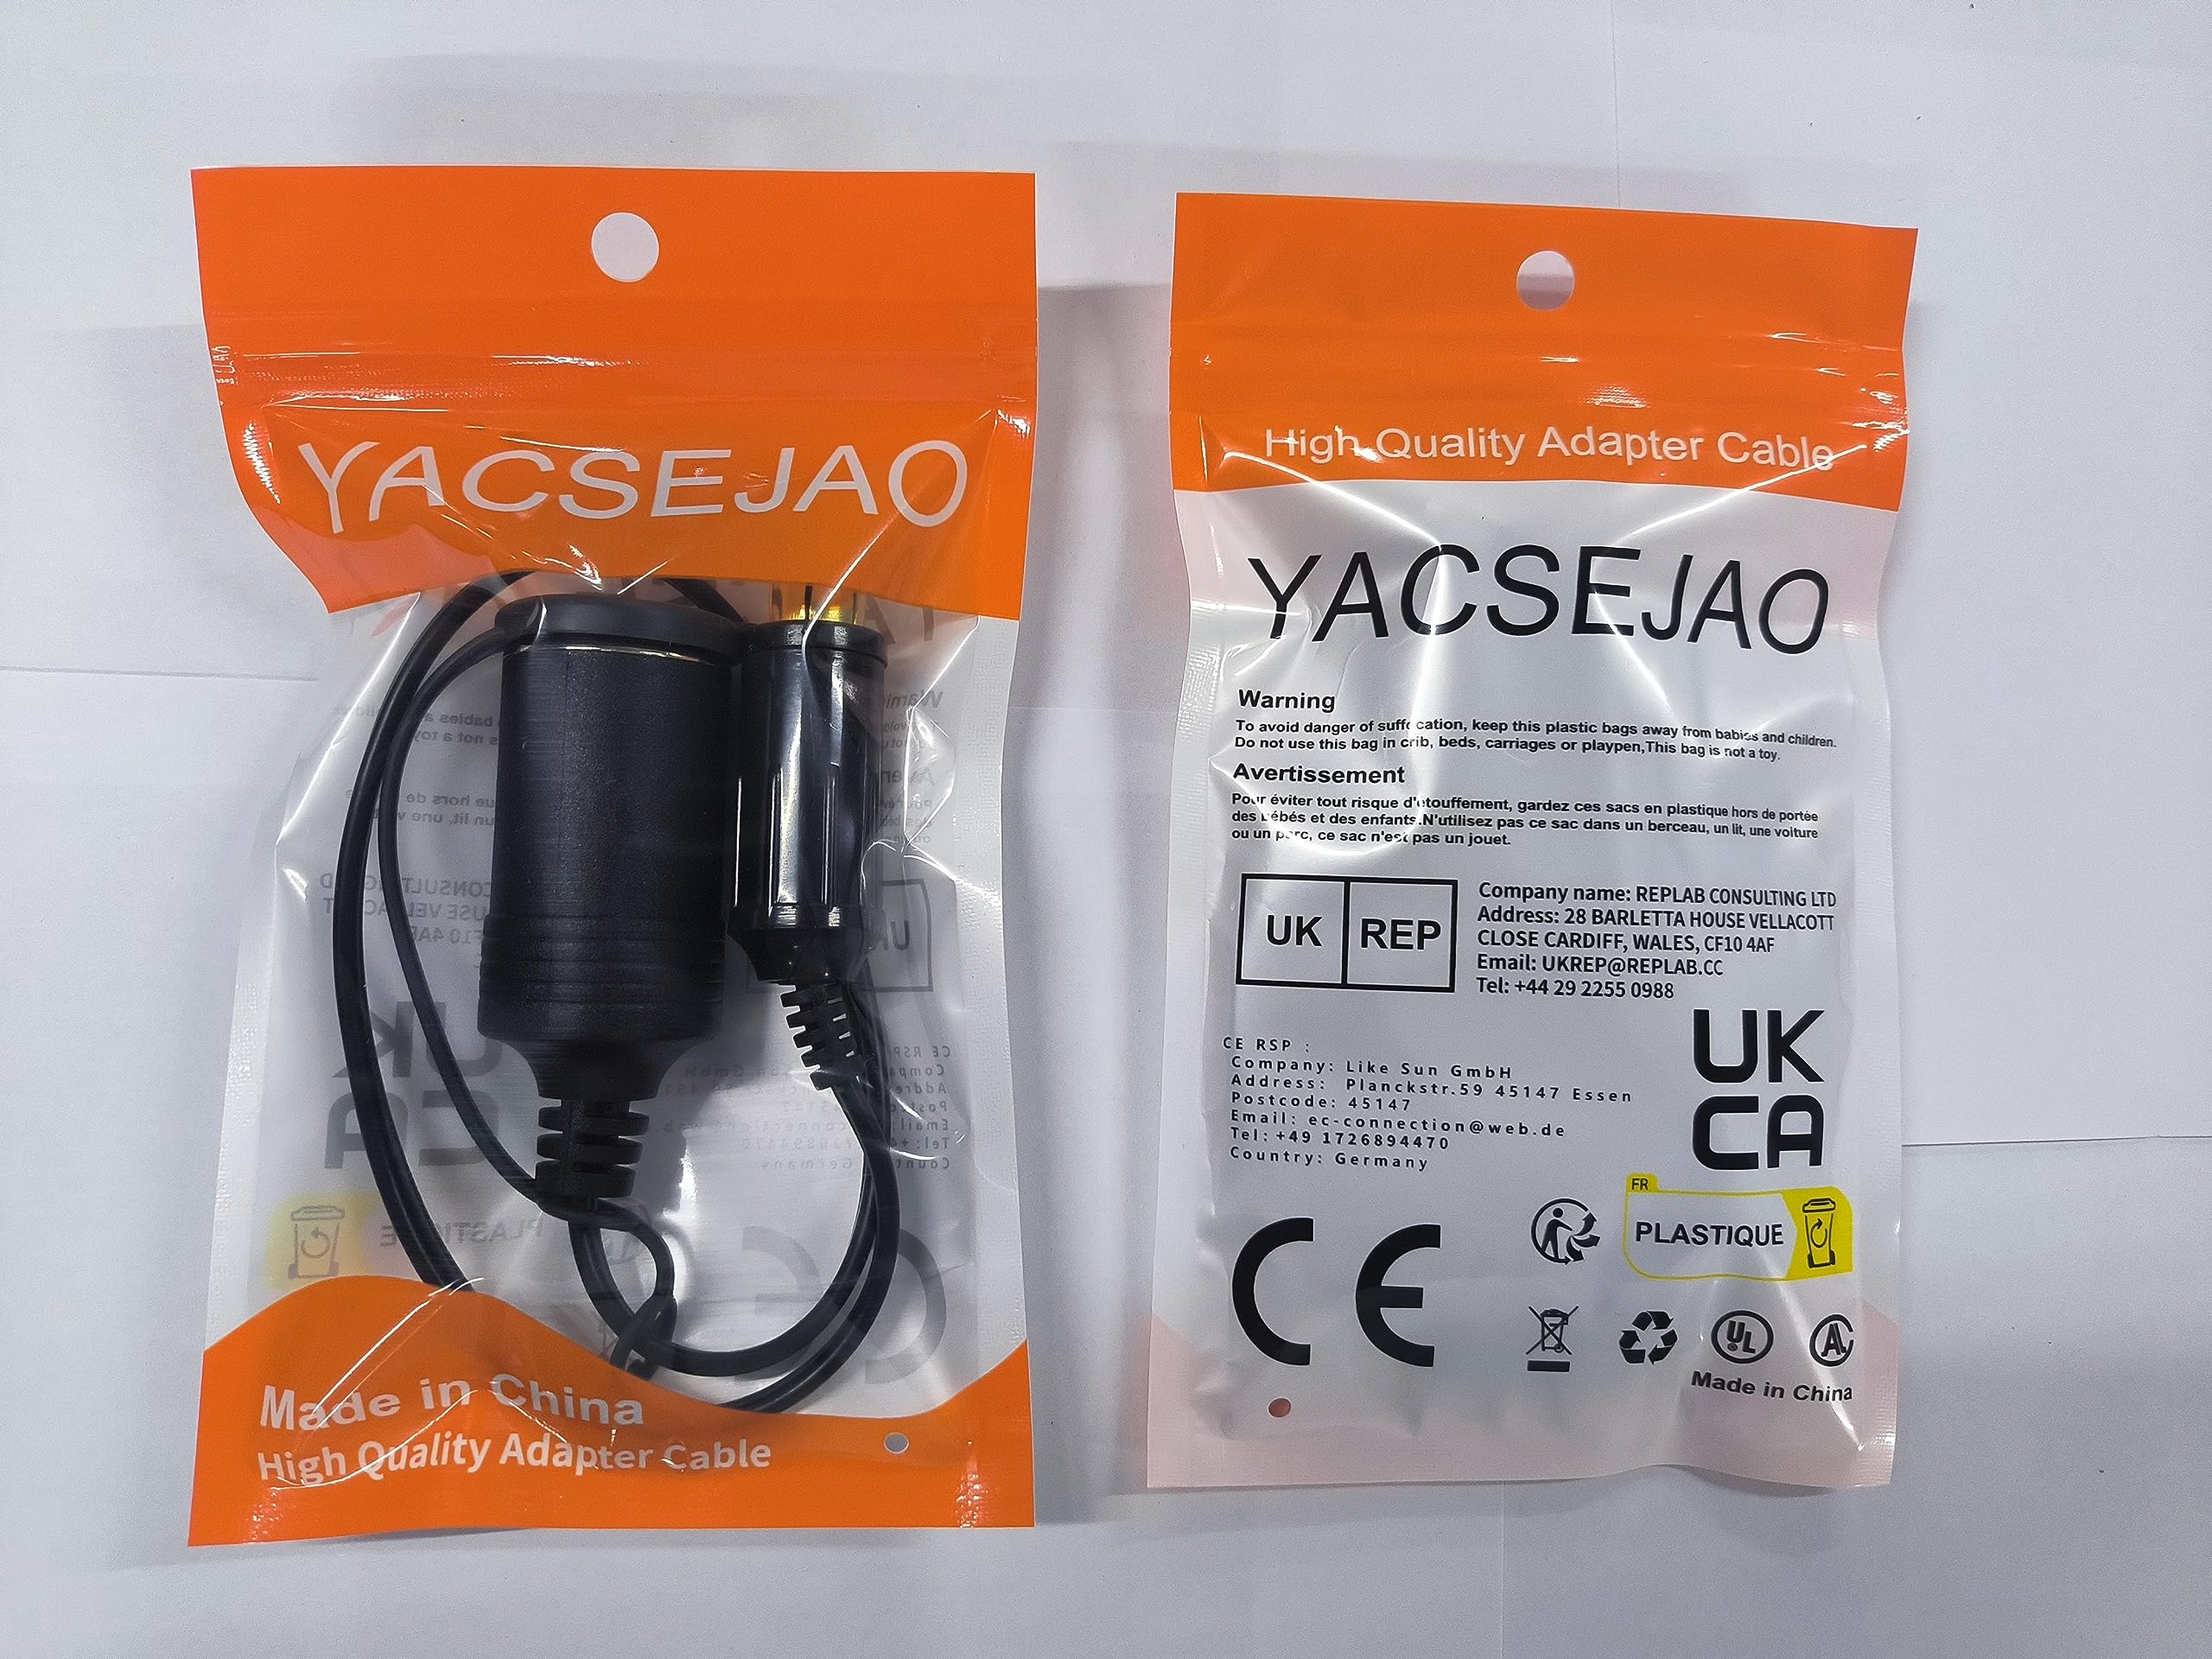 YACSEJAO
Made in China
High Quality Adapter Cable
High Quality Adapter Cable
YACSEJAO
Warning
To avoid danger of suffocation, keep this plastic bags away from babies and children.
Do not use this bag in crib, beds, carriages or playpen,This bag is not a toy.
Avertissement
Pour éviter tout risque d'étouffement, gardez ces sacs en plastique hors de portée
des bébés et des enfants.N'utilisez pas ce sac dans un berceau, un lit, une voiture
ou un parc, ce sac n'est pas un jouet.
UK REP
Company name: REPLAB CONSULTING LTD
Address: 28 BARLETTA HOUSE VELLACOTT
CLOSE CARDIFF, WALES, CF10 4AF
Email: UKREP@REPLAB.CC
Tel: +44 29 2255 0988
UK
CA
CE RSP :
Company: Like Sun GmbH
Address: Planckstr.59 45147 Essen
Postcode: 45147
Email: ec-connection@web.de
Tel: +49 1726894470
Country: Germany
FR
PLASTIQUE
CE
UL
Made in China